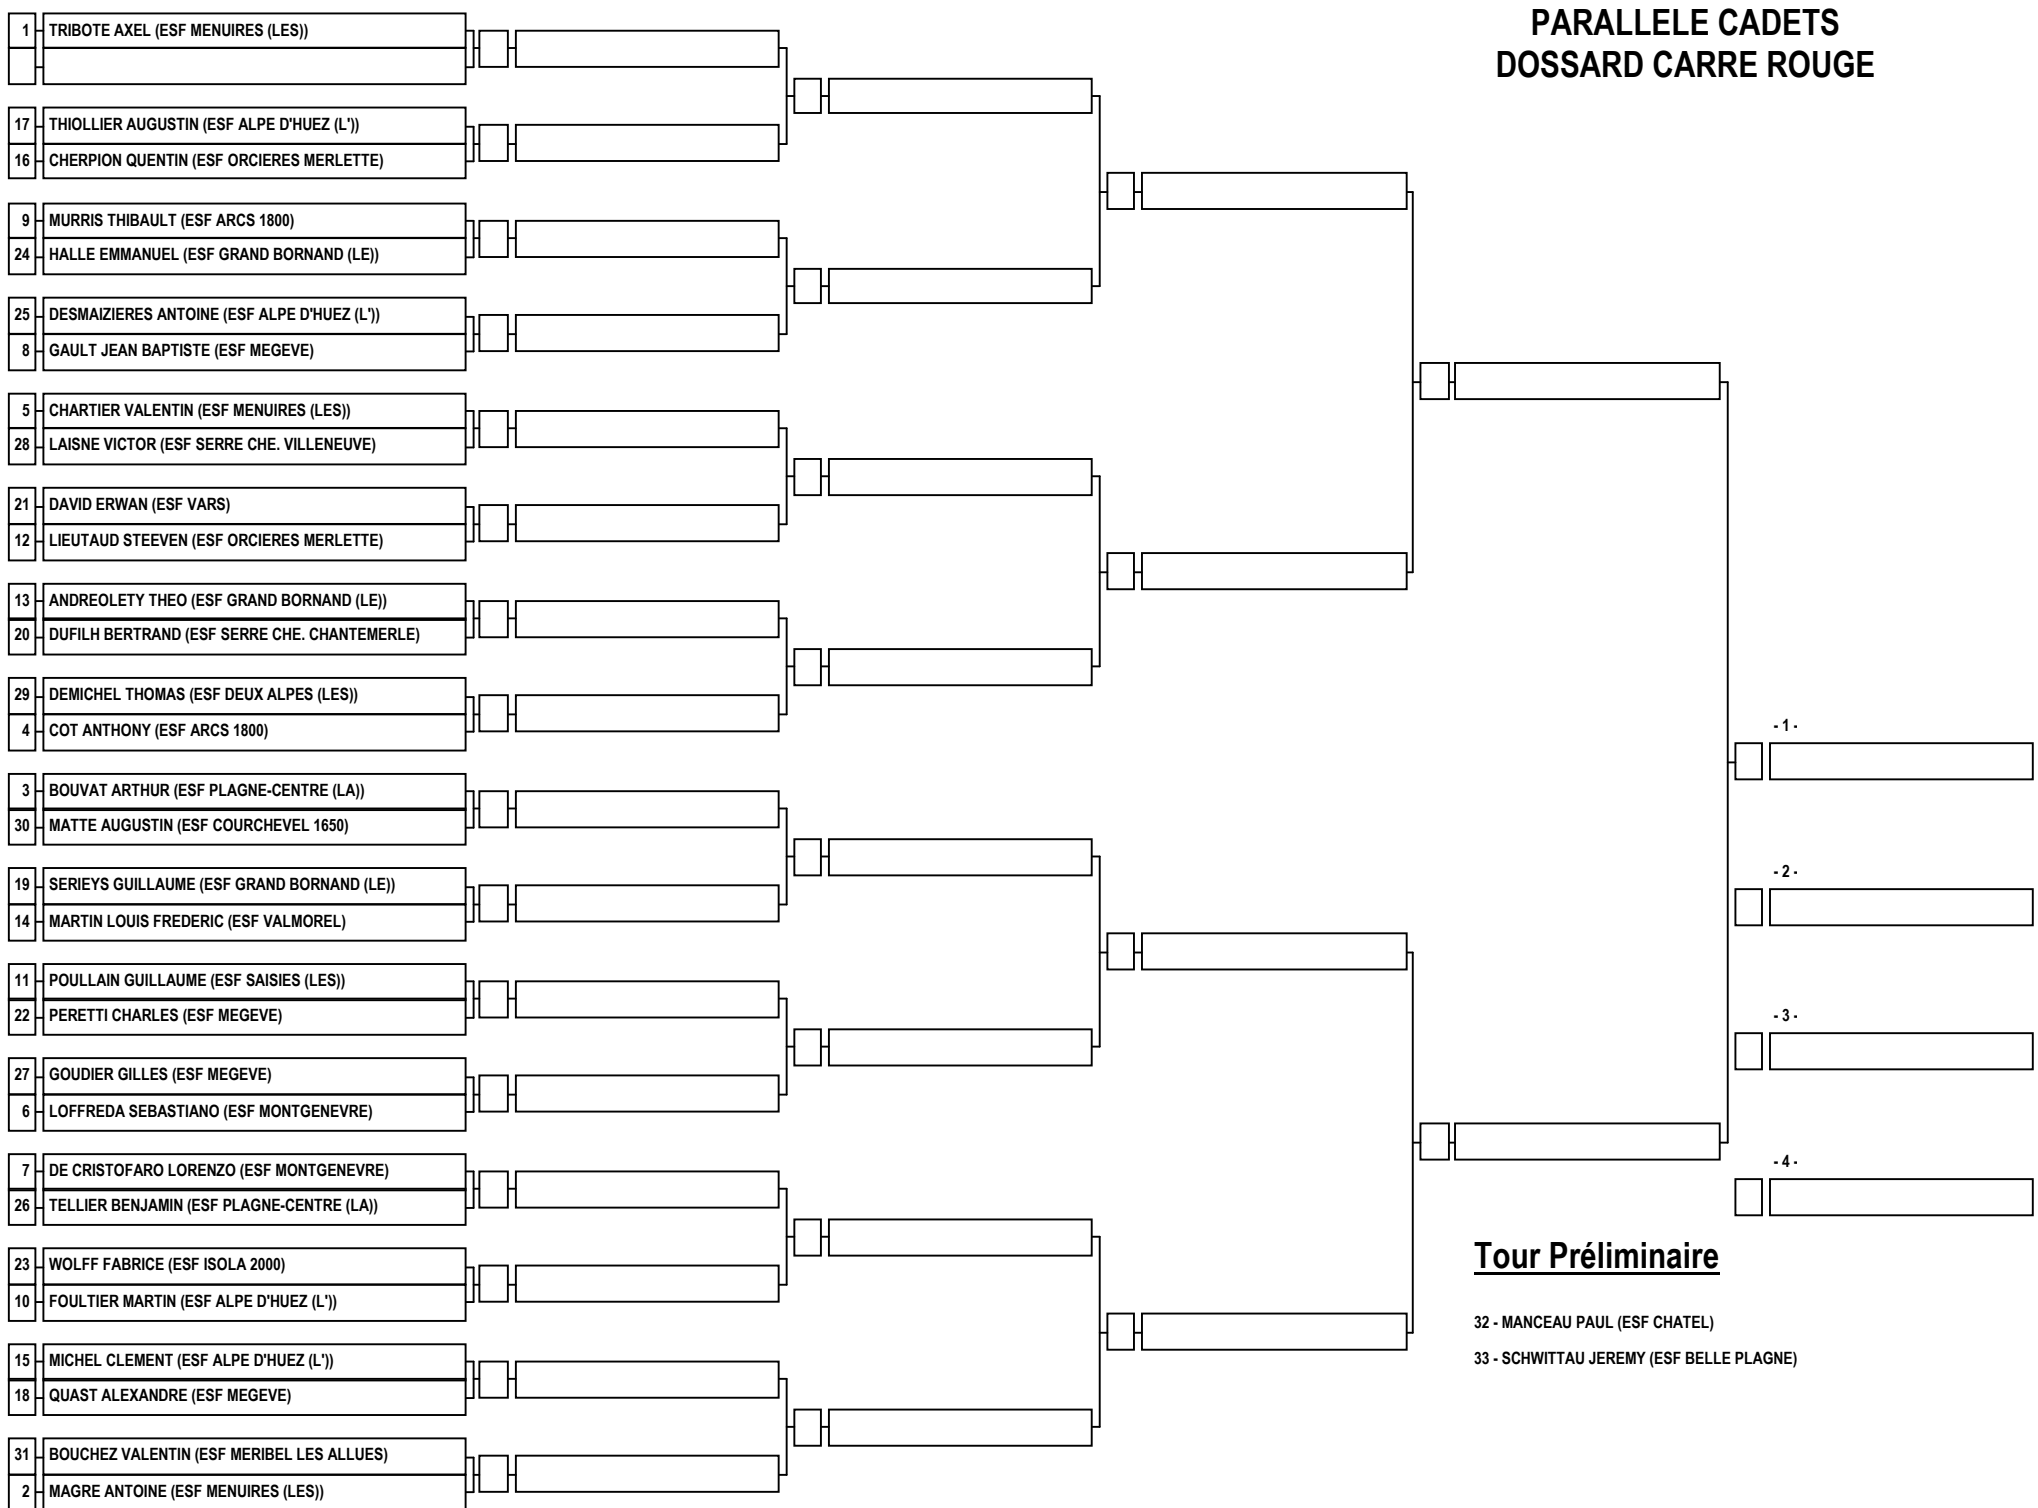 PARALLELE CADETS
DOSSARD CARRE ROUGE
1 TRIBOTE AXEL (ESF MENUIRES (LES))
17 THIOLLIER AUGUSTIN (ESF ALPE D'HUEZ (L'))
16 CHERPION QUENTIN (ESF ORCIERES MERLETTE)
9 MURRIS THIBAULT (ESF ARCS 1800)
24 HALLE EMMANUEL (ESF GRAND BORNAND (LE))
25 DESMAIZIERES ANTOINE (ESF ALPE D'HUEZ (L'))
8 GAULT JEAN BAPTISTE (ESF MEGEVE)
5 CHARTIER VALENTIN (ESF MENUIRES (LES))
28 LAISNE VICTOR (ESF SERRE CHE. VILLENEUVE)
21 DAVID ERWAN (ESF VARS)
12 LIEUTAUD STEEVEN (ESF ORCIERES MERLETTE)
13 ANDREOLETY THEO (ESF GRAND BORNAND (LE))
20 DUFILH BERTRAND (ESF SERRE CHE. CHANTEMERLE)
29 DEMICHEL THOMAS (ESF DEUX ALPES (LES))
4 COT ANTHONY (ESF ARCS 1800)
3 BOUVAT ARTHUR (ESF PLAGNE-CENTRE (LA))
30 MATTE AUGUSTIN (ESF COURCHEVEL 1650)
19 SERIEYS GUILLAUME (ESF GRAND BORNAND (LE))
14 MARTIN LOUIS FREDERIC (ESF VALMOREL)
11 POULLAIN GUILLAUME (ESF SAISIES (LES))
22 PERETTI CHARLES (ESF MEGEVE)
27 GOUDIER GILLES (ESF MEGEVE)
6 LOFFREDA SEBASTIANO (ESF MONTGENEVRE)
7 DE CRISTOFARO LORENZO (ESF MONTGENEVRE)
26 TELLIER BENJAMIN (ESF PLAGNE-CENTRE (LA))
23 WOLFF FABRICE (ESF ISOLA 2000)
10 FOULTIER MARTIN (ESF ALPE D'HUEZ (L'))
15 MICHEL CLEMENT (ESF ALPE D'HUEZ (L'))
18 QUAST ALEXANDRE (ESF MEGEVE)
31 BOUCHEZ VALENTIN (ESF MERIBEL LES ALLUES)
2 MAGRE ANTOINE (ESF MENUIRES (LES))
- 1 -
- 2 -
- 3 -
- 4 -
Tour Préliminaire
32 - MANCEAU PAUL (ESF CHATEL)
33 - SCHWITTAU JEREMY (ESF BELLE PLAGNE)